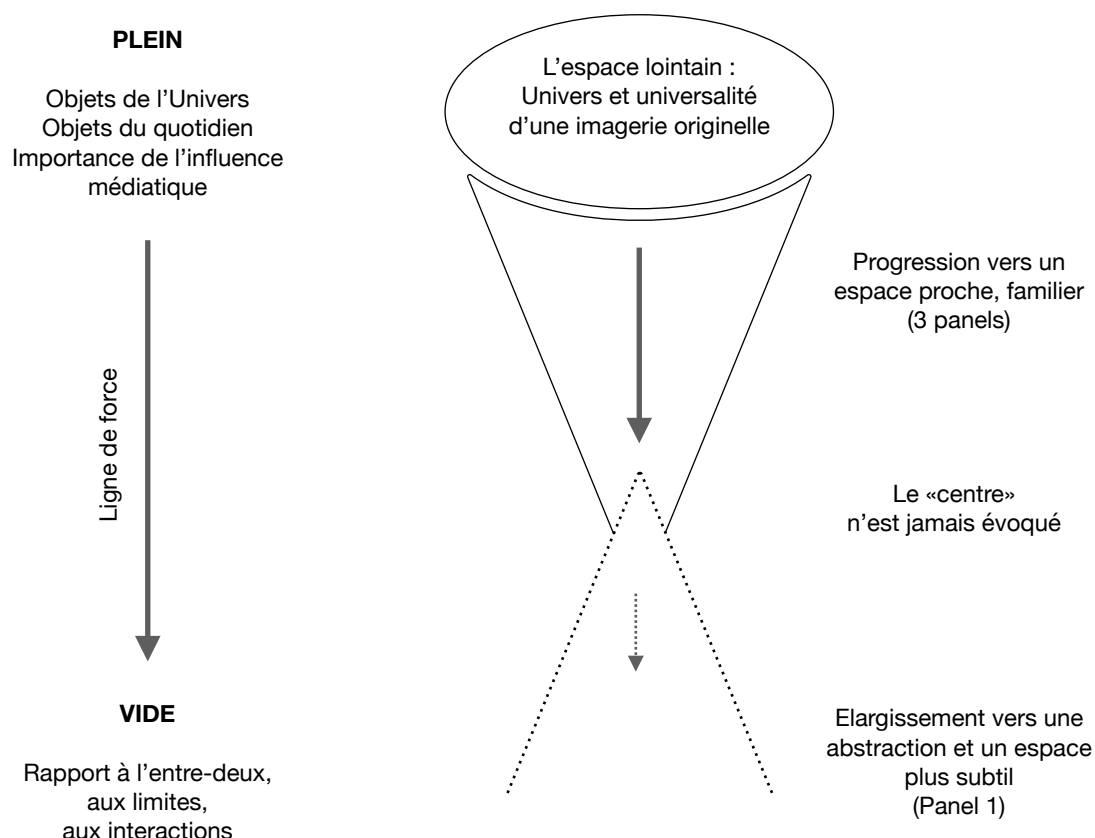 PLEIN
Objets de l’Univers
Objets du quotidien
Importance de l’influence
médiatique
Ligne de force
VIDE
Rapport à l’entre-deux,
aux limites,
aux interactions
L’espace lointain :
Univers et universalité
d’une imagerie originelle
Progression vers un
espace proche, familier
(3 panels)
Le «centre»
n’est jamais évoqué
Elargissement vers une
abstraction et un espace
plus subtil
(Panel 1)